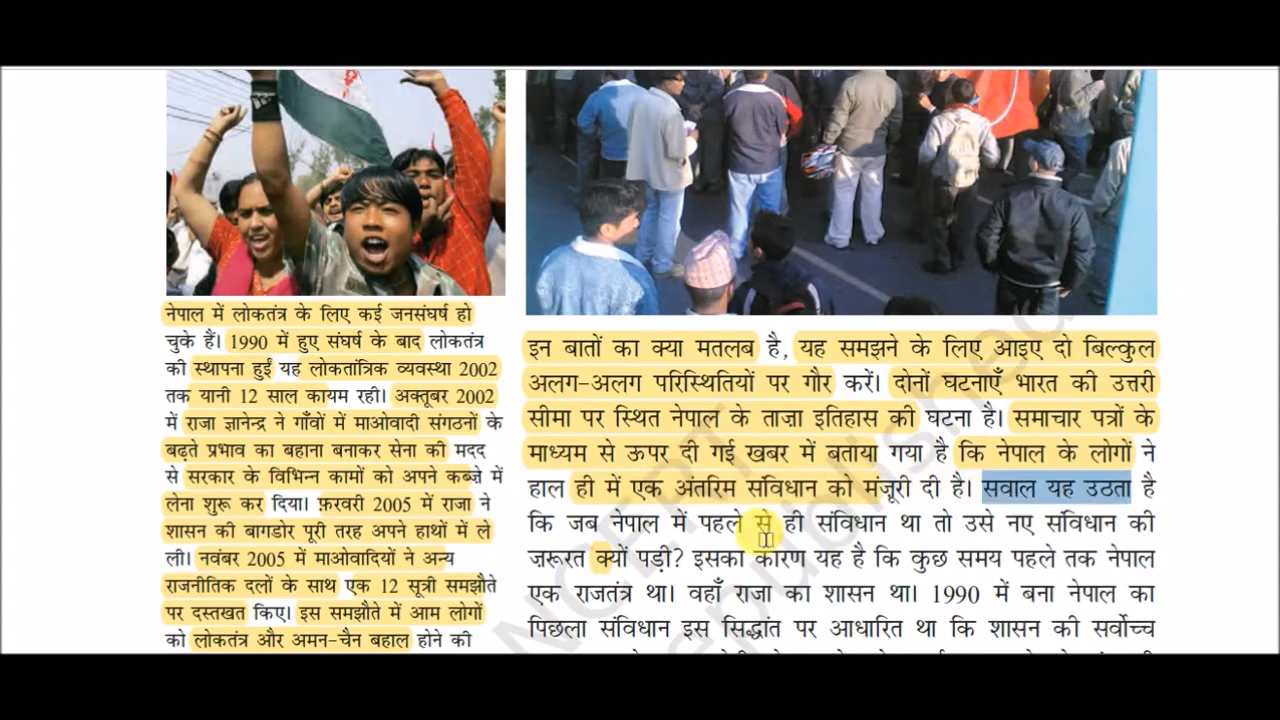 नेपाल में लोकतंत्र के लिए कई जनसंघर्ष हो
चुके हैं। 1990 में हुए संघर्ष के बाद लोकतंत्र
की स्थापना हुईं यह लोकतांत्रिक व्यवस्था 2002
तक यानी 12 साल कायम रही। अक्तूबर 2002
में राजा ज्ञानेन्द्र ने गाँवों में माओवादी संगठनों के
बढ़ते प्रभाव का बहाना बनाकर सेना की मदद
से सरकार के विभिन्न कामों को अपने कब्ज़े में
लेना शुरू कर दिया। फ़रवरी 2005 में राजा ने
शासन की बागडोर पूरी तरह अपने हाथों में ले
ली। नवंबर 2005 में माओवादियों ने अन्य
राजनीतिक दलों के साथ एक 12 सूत्री समझौते
पर दस्तखत किए। इस समझौते में आम लोगों
को लोकतंत्र और अमन-चैन बहाल होने की
इन बातों का क्या मतलब है, यह समझने के लिए आइए दो बिल्कुल
अलग-अलग परिस्थितियों पर गौर करें। दोनों घटनाएँ भारत की उत्तरी
सीमा पर स्थित नेपाल के ताज़ा इतिहास की घटना है। समाचार पत्रों के
माध्यम से ऊपर दी गई खबर में बताया गया है कि नेपाल के लोगों ने
हाल ही में एक अंतरिम संविधान को मंजूरी दी है। सवाल यह उठता है
कि जब नेपाल में पहले से ही संविधान था तो उसे नए संविधान की
ज़रूरत क्यों पड़ी? इसका कारण यह है कि कुछ समय पहले तक नेपाल
एक राजतंत्र था। वहाँ राजा का शासन था। 1990 में बना नेपाल का
पिछला संविधान इस सिद्धांत पर आधारित था कि शासन की सर्वोच्च